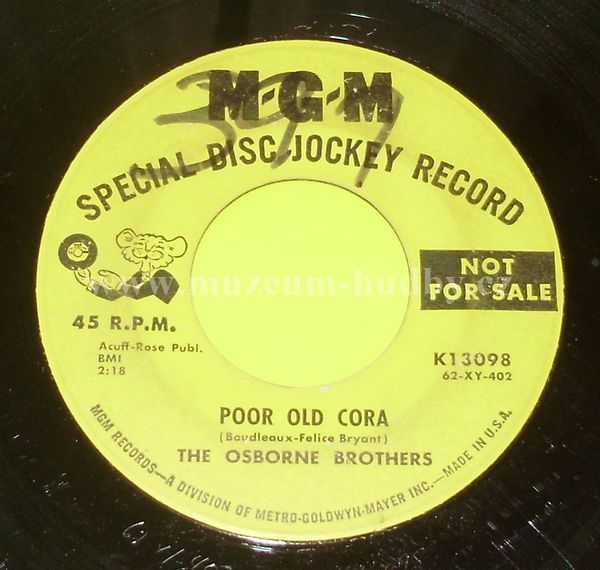 M-G-M
SPECIAL DISC JOCKEY RECORD
www.muzeum-hudby.cz
NOT
FOR SALE
45 R.P.M.
Acuff-Rose Publ.
BMI
2:18
K13098
62-XY-402
POOR OLD CORA
(Boudleaux-Felice Bryant)
THE OSBORNE BROTHERS
MGM RECORDS—A DIVISION OF METRO-GOLDWYN-MAYER INC.—MADE IN U.S.A.